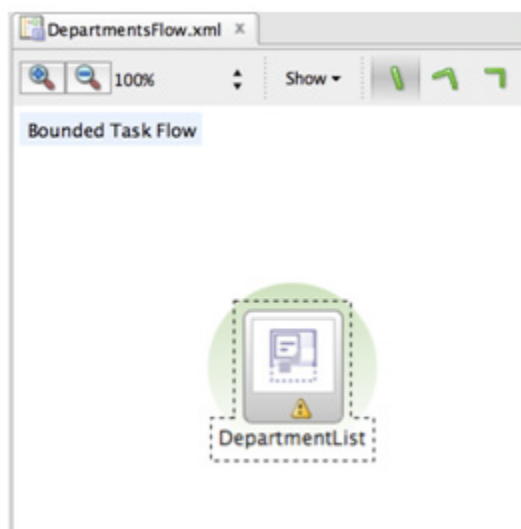 DepartmentsFlow.xml x
100% Show
Bounded Task Flow
DepartmentList